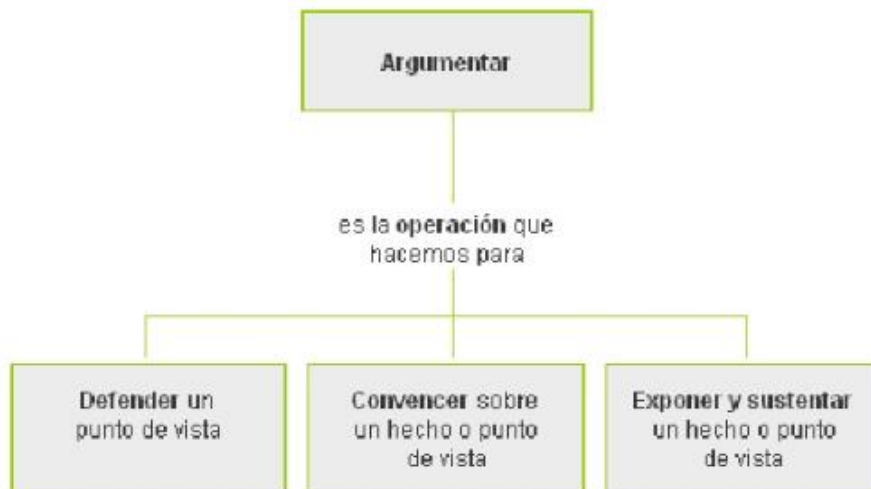 Argumentar
es la operación que
hacemos para
Defender un
punto de vista
Convencer sobre
un hecho o punto
de vista
Exponer y sustentar
un hecho o punto
de vista